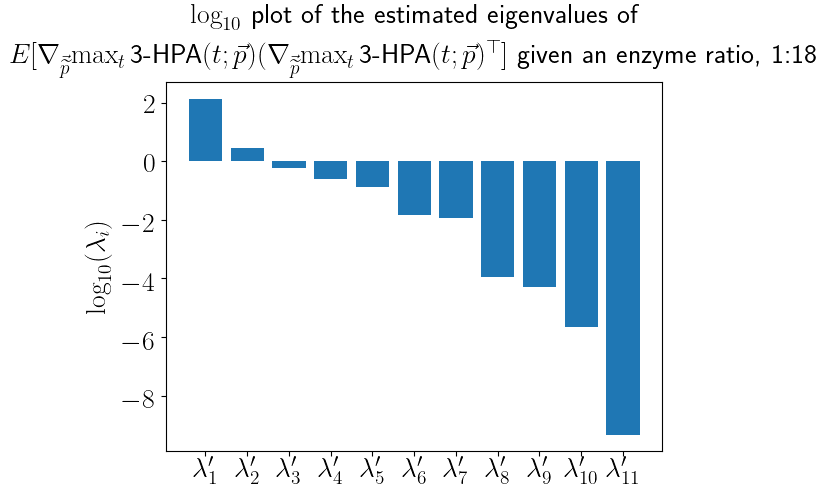 log₁₀ plot of the estimated eigenvalues of
E[∇_p̃⃗ max_t 3-HPA(t; p⃗)(∇_p̃⃗ max_t 3-HPA(t; p⃗)^⊤] given an enzyme ratio, 1:18
log₁₀(λᵢ)
2
0
−2
−4
−6
−8
λ′₁ λ′₂ λ′₃ λ′₄ λ′₅ λ′₆ λ′₇ λ′₈ λ′₉ λ′₁₀ λ′₁₁